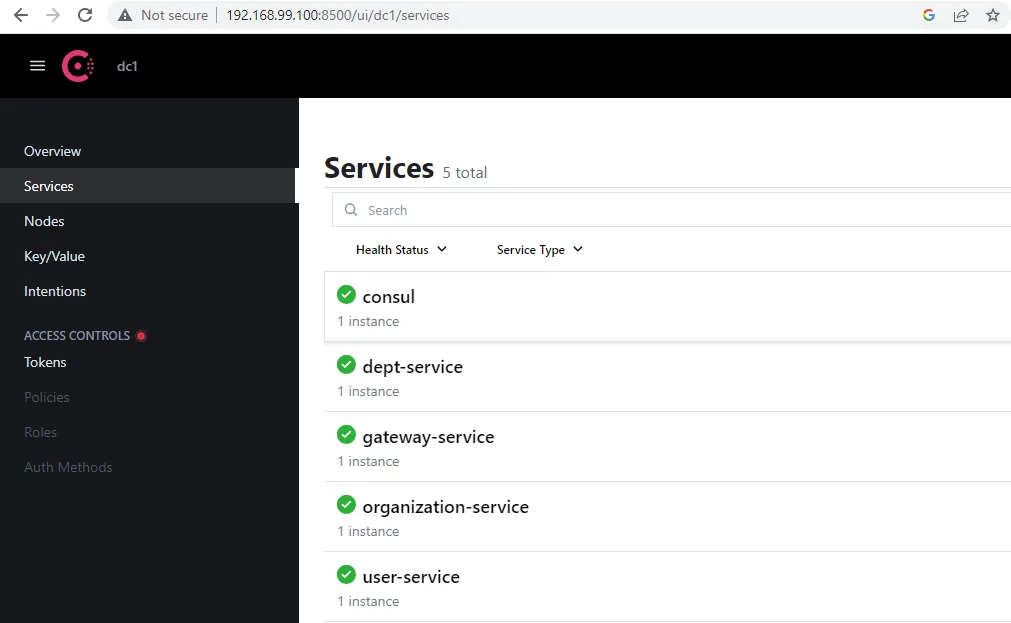 Not secure 192.168.99.100:8500/ui/dc1/services
dc1
Overview
Services
Nodes
Key/Value
Intentions
ACCESS CONTROLS
Tokens
Policies
Roles
Auth Methods
Services 5 total
Search
Health Status Service Type
consul
1 instance
dept-service
1 instance
gateway-service
1 instance
organization-service
1 instance
user-service
1 instance